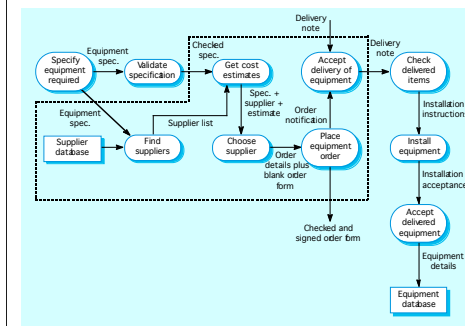 Delivery
note
Specify
equipment
required
Equipment
spec.
Validate
specification
Checked
spec.
Get cost
estimates
Accept
delivery of
equipment
Delivery
note
Check
delivered
items
Equipment
spec.
Supplier list
Spec. +
supplier +
estimate
Order
notification
Installation
instructions
Supplier
database
Find
suppliers
Choose
supplier
Order
details plus
blank order
form
Place
equipment
order
Install
equipment
Installation
acceptance
Checked and
signed order form
Accept
delivered
equipment
Equipment
details
Equipment
database